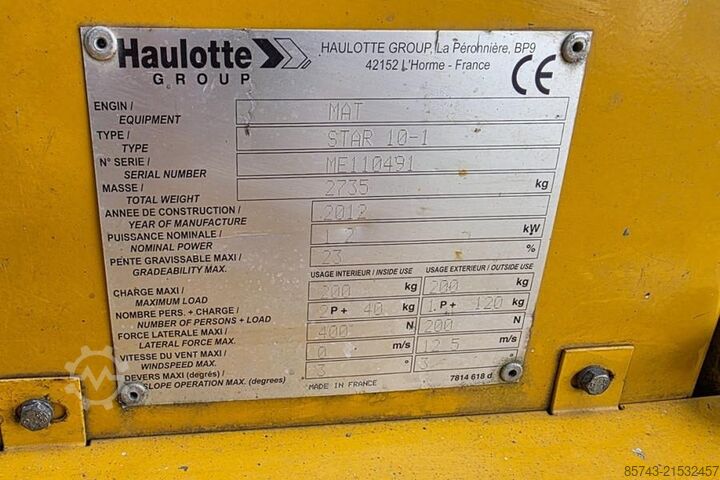 Haulotte
GROUP
HAULOTTE GROUP, La Péronnière, BP9
42152 L'Horme - France
CE
ENGIN /
EQUIPMENT
MAT
TYPE /
TYPE
STAR 10-1
N° SERIE /
SERIAL NUMBER
ME110491
MASSE /
TOTAL WEIGHT
2735 kg
ANNEE DE CONSTRUCTION /
YEAR OF MANUFACTURE
2012
PUISSANCE NOMINALE /
NOMINAL POWER
1.2 kW
PENTE GRAVISSABLE MAXI /
GRADEABILITY MAX.
23 %
USAGE INTERIEUR / INSIDE USE USAGE EXTERIEUR / OUTSIDE USE
CHARGE MAXI /
MAXIMUM LOAD
200 kg 200 kg
NOMBRE PERS. + CHARGE /
NUMBER OF PERSONS + LOAD
2 P + 40 kg 1 P + 120 kg
FORCE LATERALE MAXI /
LATERAL FORCE MAX.
400 N 200 N
VITESSE DU VENT MAXI /
WINDSPEED MAX.
0 m/s 12.5 m/s
DEVERS MAXI (degrés) /
SLOPE OPERATION MAX. (degrees)
3 ° 3 °
MADE IN FRANCE 7814 618 d
85743-21532457